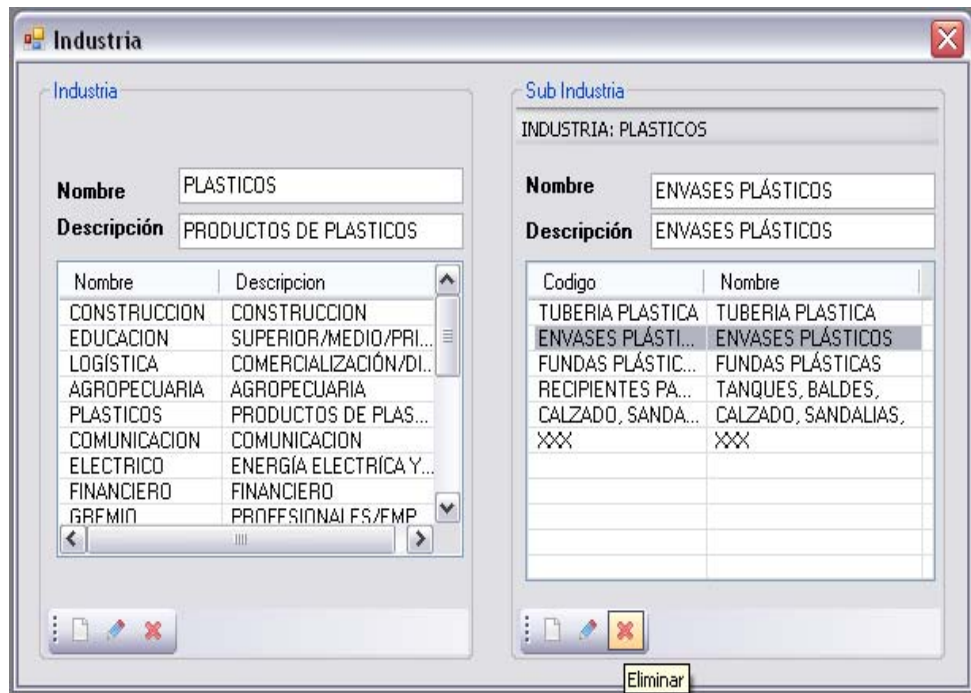 Industria
Industria
Nombre PLASTICOS
Descripción PRODUCTOS DE PLASTICOS
Nombre Descripcion
CONSTRUCCION CONSTRUCCION
EDUCACION SUPERIOR/MEDIO/PRI...
LOGÍSTICA COMERCIALIZACIÓN/DI...
AGROPECUARIA AGROPECUARIA
PLASTICOS PRODUCTOS DE PLAS...
COMUNICACION COMUNICACION
ELECTRICO ENERGÍA ELECTRÍCA Y...
FINANCIERO FINANCIERO
GREMIO PROFESIONALES/EMP
Sub Industria
INDUSTRIA: PLASTICOS
Nombre ENVASES PLÁSTICOS
Descripción ENVASES PLÁSTICOS
Codigo Nombre
TUBERIA PLASTICA TUBERIA PLASTICA
ENVASES PLÁSTI... ENVASES PLÁSTICOS
FUNDAS PLÁSTIC... FUNDAS PLÁSTICAS
RECIPIENTES PA... TANQUES, BALDES,
CALZADO, SANDA... CALZADO, SANDALIAS,
XXX XXX
Eliminar